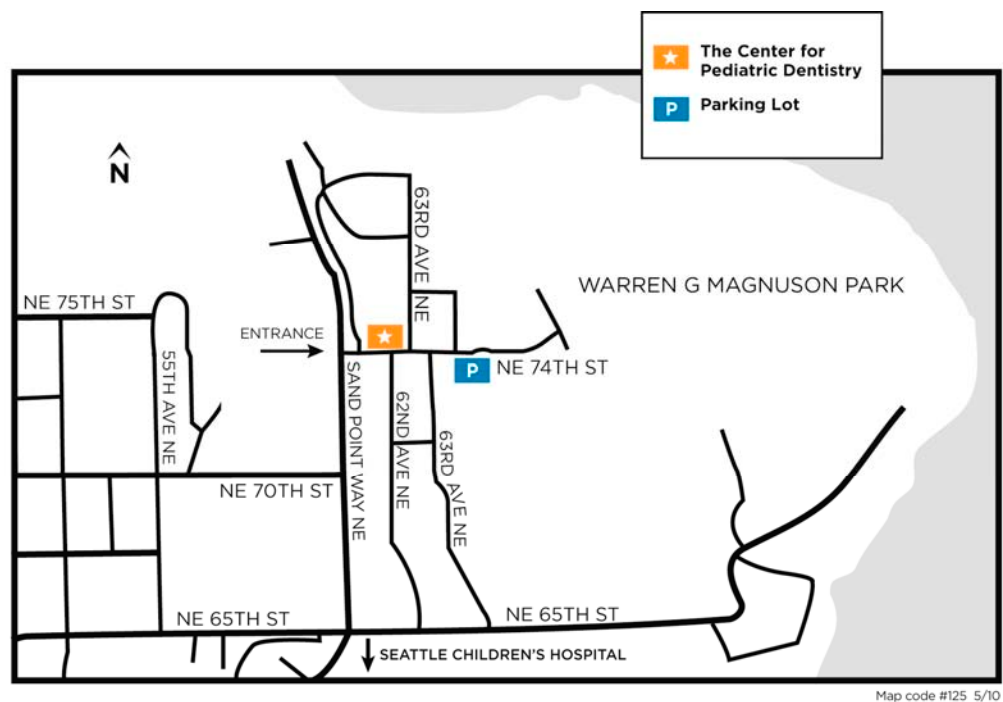 The Center for
Pediatric Dentistry
P
Parking Lot
N
63RD AVE NE
WARREN G MAGNUSON PARK
NE 75TH ST
ENTRANCE
P
NE 74TH ST
55TH AVE NE
SAND POINT WAY NE
62ND AVE NE
63RD AVE NE
NE 70TH ST
NE 65TH ST
NE 65TH ST
SEATTLE CHILDREN'S HOSPITAL
Map code #125 5/10